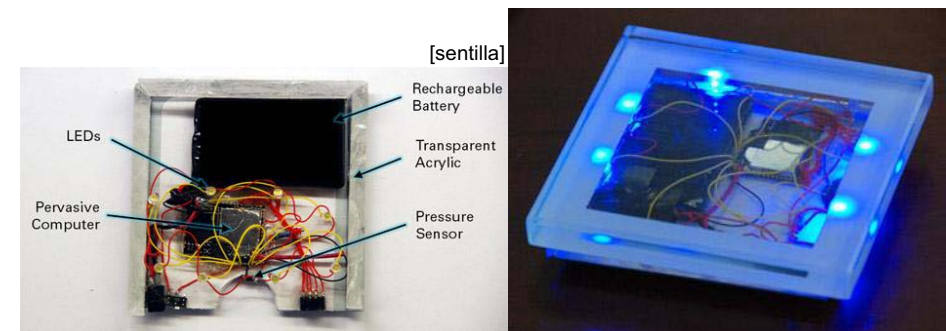 [sentilla]
Rechargeable
Battery
LEDs
Transparent
Acrylic
Pervasive
Computer
Pressure
Sensor